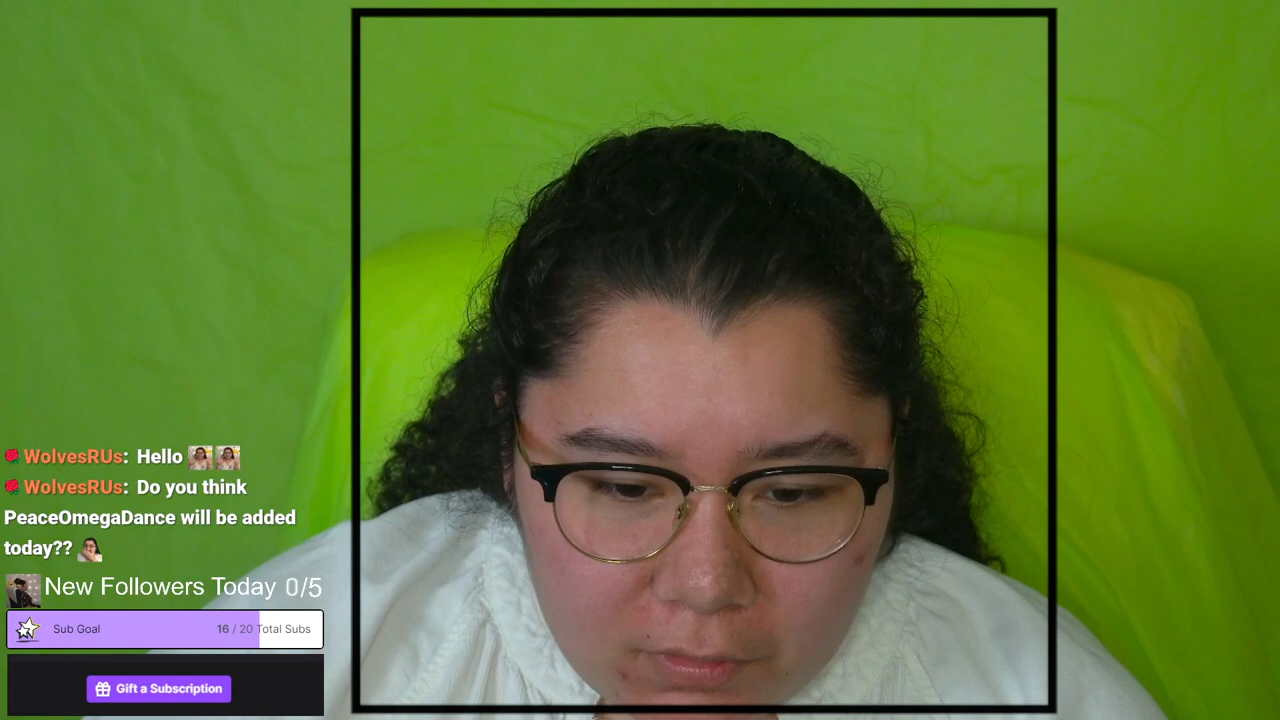 WolvesRUs: Hello
WolvesRUs: Do you think
PeaceOmegaDance will be added
today??
New Followers Today 0/5
Sub Goal 16 / 20 Total Subs
Gift a Subscription